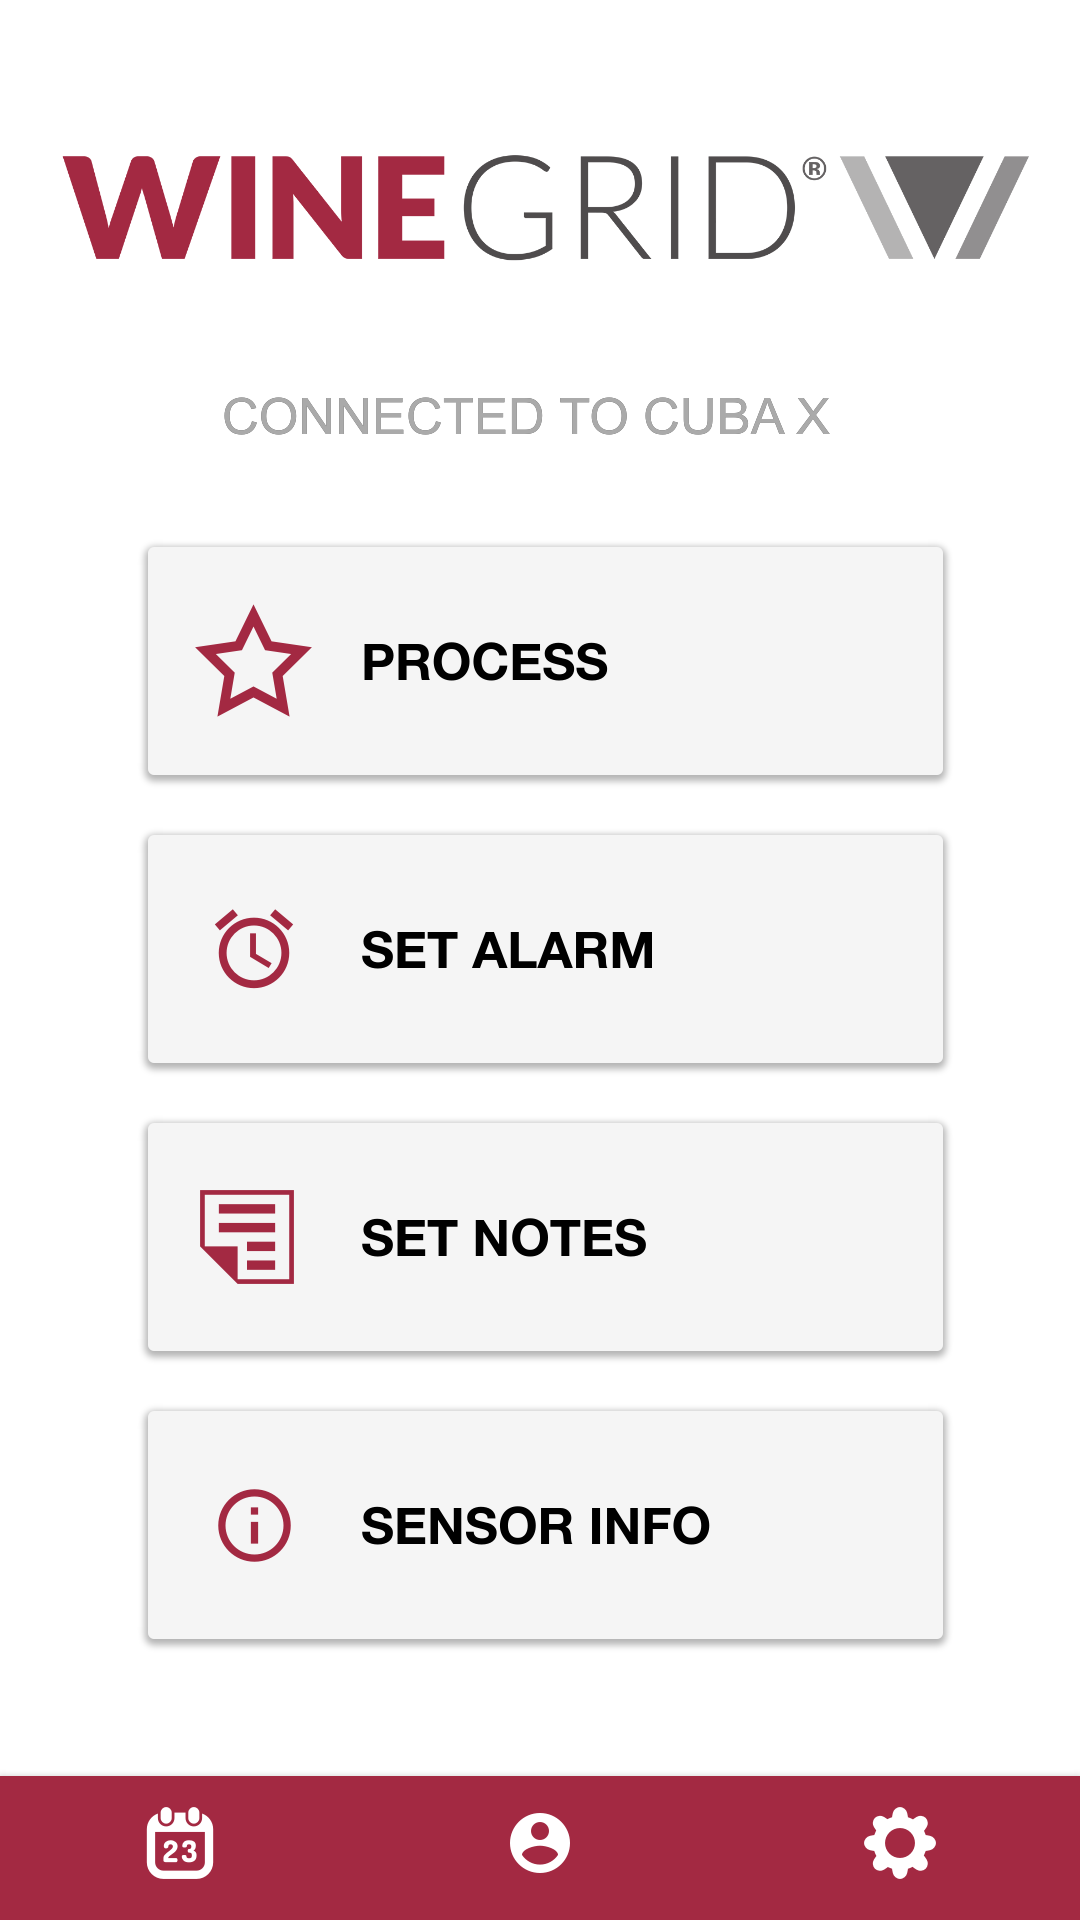 WINEGRID®
CONNECTED TO CUBA X
PROCESS
SET ALARM
SET NOTES
SENSOR INFO
23